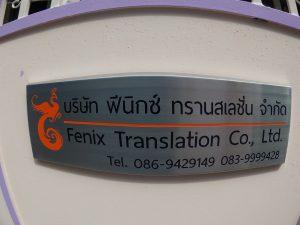 บริษัท ฟีนิกซ์ ทรานสเลชั่น จำกัด
Fenix Translation Co., Ltd.
Tel. 086-9429149 083-9999428